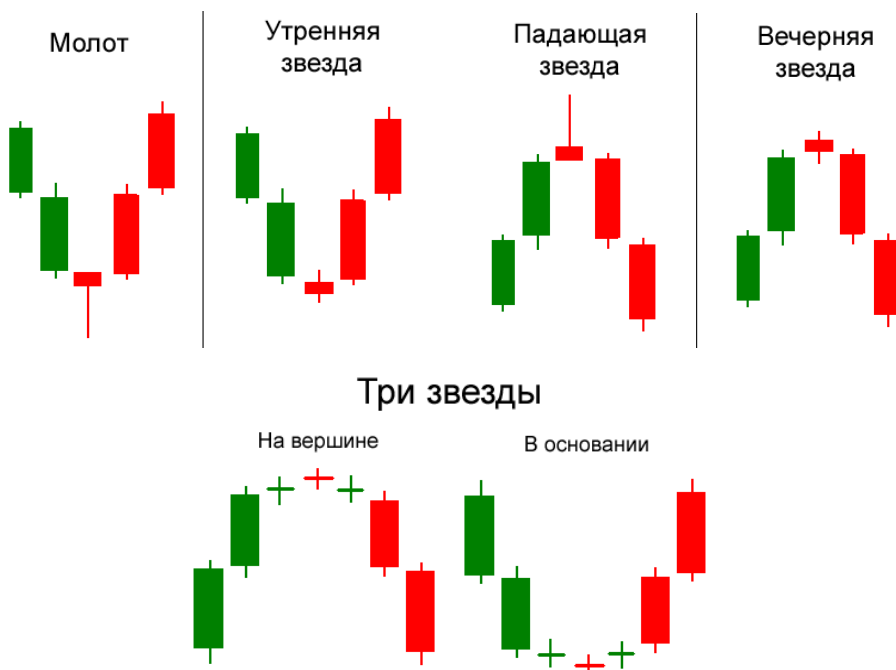 Молот
Утренняя
звезда
Падающая
звезда
Вечерняя
звезда
Три звезды
На вершине
В основании